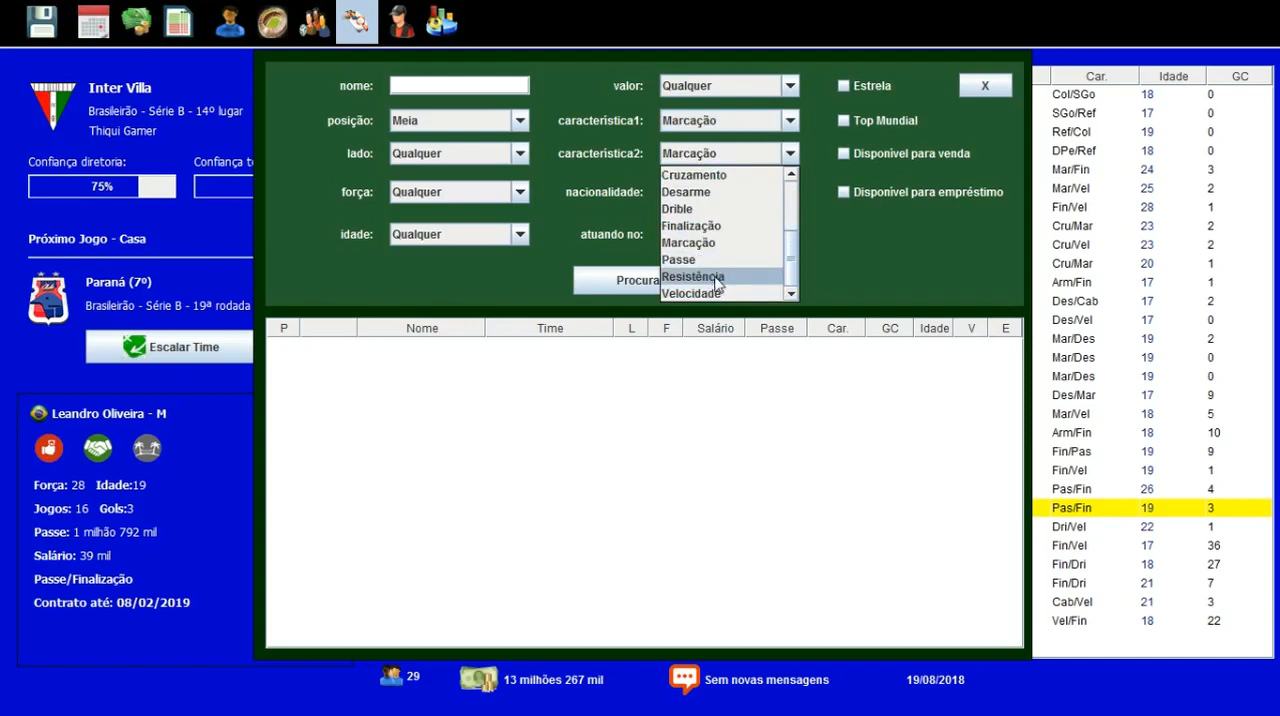 Inter Villa
Brasileirão - Série B - 14º lugar
Thiqui Gamer
Confiança diretoria:
Confiança to
75%
Próximo Jogo - Casa
Paraná (7º)
Brasileirão - Série B - 19ª rodada
Escalar Time
Leandro Oliveira - M
Força: 28 Idade:19
Jogos: 16 Gols:3
Passe: 1 milhão 792 mil
Salário: 39 mil
Passe/Finalização
Contrato até: 08/02/2019
nome:
posição: Meia
lado: Qualquer
força: Qualquer
idade: Qualquer
valor: Qualquer
caracteristica1: Marcação
caracteristica2: Marcação
nacionalidade:
atuando no:
Cruzamento
Desarme
Drible
Finalização
Marcação
Passe
Resistência
Velocidade
Procura
Estrela
Top Mundial
Disponivel para venda
Disponivel para empréstimo
X
P Nome Time L F Salário Passe Car. GC Idade V E
Car. Idade GC
Col/SGo 18 0
SGo/Ref 17 0
Ref/Col 19 0
DPe/Ref 18 0
Mar/Fin 24 3
Mar/Vel 25 2
Fin/Vel 28 1
Cru/Mar 23 2
Cru/Vel 23 2
Cru/Mar 20 1
Arm/Fin 17 1
Des/Cab 17 2
Des/Vel 17 0
Mar/Des 19 2
Mar/Des 19 0
Mar/Des 19 0
Des/Mar 17 9
Mar/Vel 18 5
Arm/Fin 18 10
Fin/Pas 19 9
Fin/Vel 19 1
Pas/Fin 26 4
Pas/Fin 19 3
Dri/Vel 22 1
Fin/Vel 17 36
Fin/Dri 18 27
Fin/Dri 21 7
Cab/Vel 21 3
Vel/Fin 18 22
29
13 milhões 267 mil
Sem novas mensagens
19/08/2018